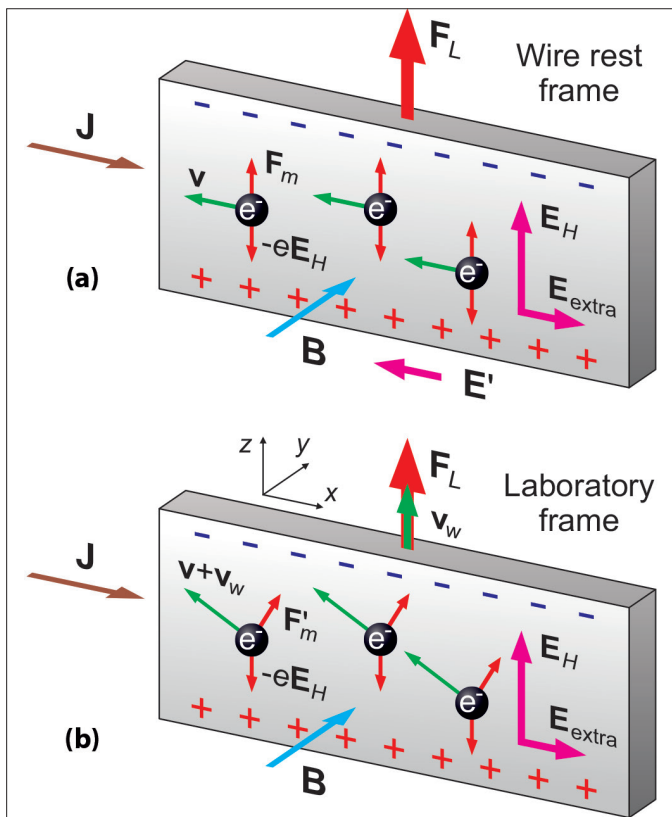 F_L
Wire rest
frame
J
− − − − − − − − −
F_m
v
e⁻ e⁻ e⁻
E_H
-eE_H
(a)
E_extra
+ + + + + + + + +
B
E'
z y x
F_L
v_w
Laboratory
frame
J
− − − − − − − − −
v+v_w
F'_m
e⁻ e⁻ e⁻
E_H
-eE_H
(b)
E_extra
+ + + + + + + + +
B